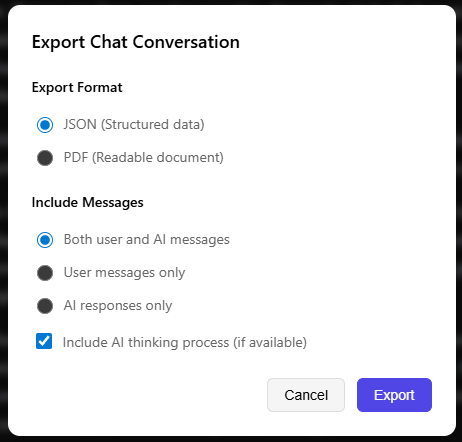 Export Chat Conversation
Export Format
JSON (Structured data)
PDF (Readable document)
Include Messages
Both user and AI messages
User messages only
AI responses only
Include AI thinking process (if available)
Cancel
Export